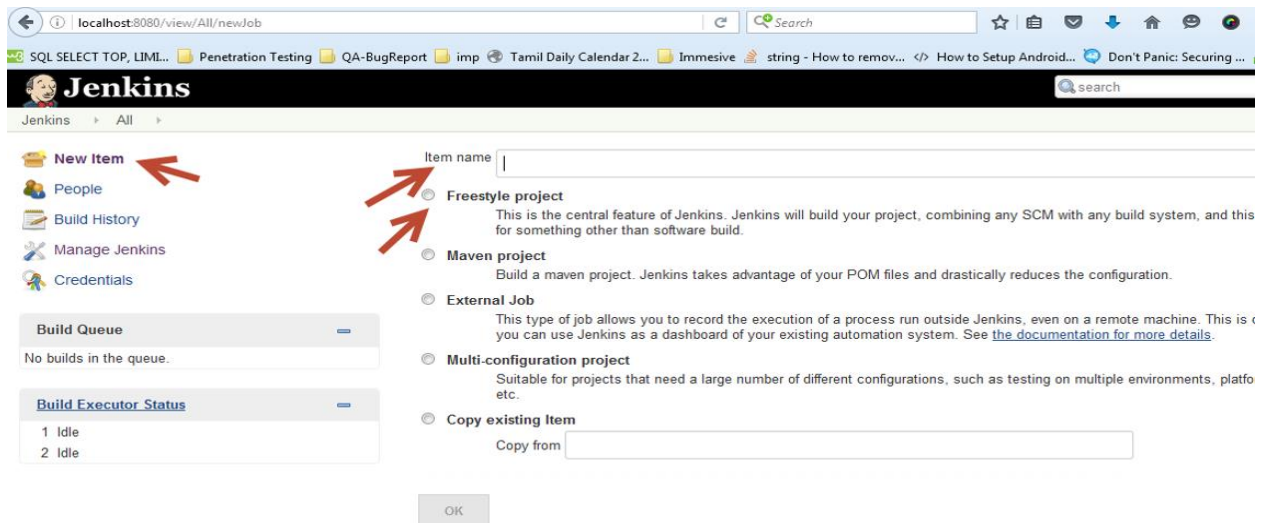 localhost:8080/view/All/newJob
Search
SQL SELECT TOP, LIMI... Penetration Testing QA-BugReport imp Tamil Daily Calendar 2... Immesive string - How to remov... </> How to Setup Android... Don't Panic: Securing ...
Jenkins
search
Jenkins All
New Item
People
Build History
Manage Jenkins
Credentials
Build Queue
No builds in the queue.
Build Executor Status
1 Idle
2 Idle
Item name
Freestyle project
This is the central feature of Jenkins. Jenkins will build your project, combining any SCM with any build system, and this
for something other than software build.
Maven project
Build a maven project. Jenkins takes advantage of your POM files and drastically reduces the configuration.
External Job
This type of job allows you to record the execution of a process run outside Jenkins, even on a remote machine. This is
you can use Jenkins as a dashboard of your existing automation system. See the documentation for more details.
Multi-configuration project
Suitable for projects that need a large number of different configurations, such as testing on multiple environments, platfo
etc.
Copy existing Item
Copy from
OK